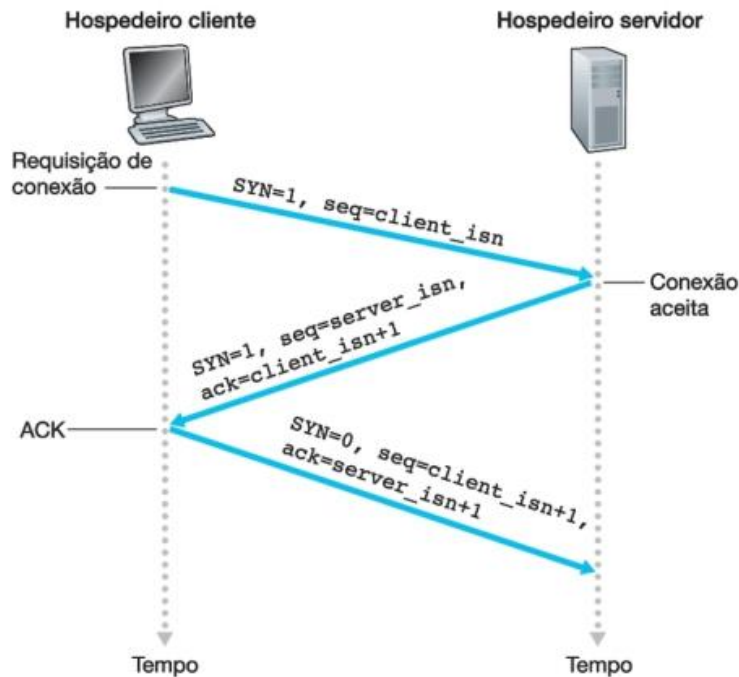 Hospedeiro cliente
Hospedeiro servidor
Requisição de
conexão
SYN=1, seq=client_isn
Conexão
aceita
SYN=1, seq=server_isn,
ack=client_isn+1
ACK
SYN=0, seq=client_isn+1,
ack=server_isn+1
Tempo
Tempo